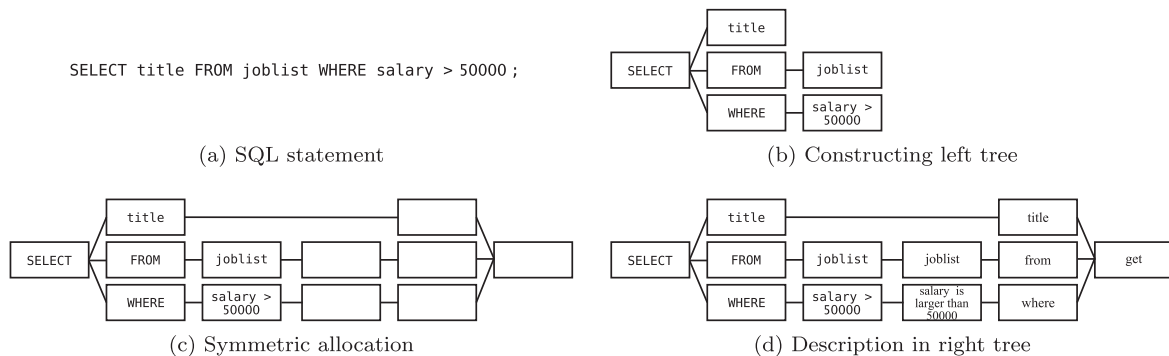 SELECT title FROM joblist WHERE salary > 50000 ;
(a) SQL statement
title
SELECT
FROM
joblist
WHERE
salary >
50000
(b) Constructing left tree
title
SELECT
FROM
joblist
WHERE
salary >
50000
(c) Symmetric allocation
title
title
SELECT
FROM
joblist
joblist
from
get
WHERE
salary >
50000
salary is
larger than
50000
where
(d) Description in right tree